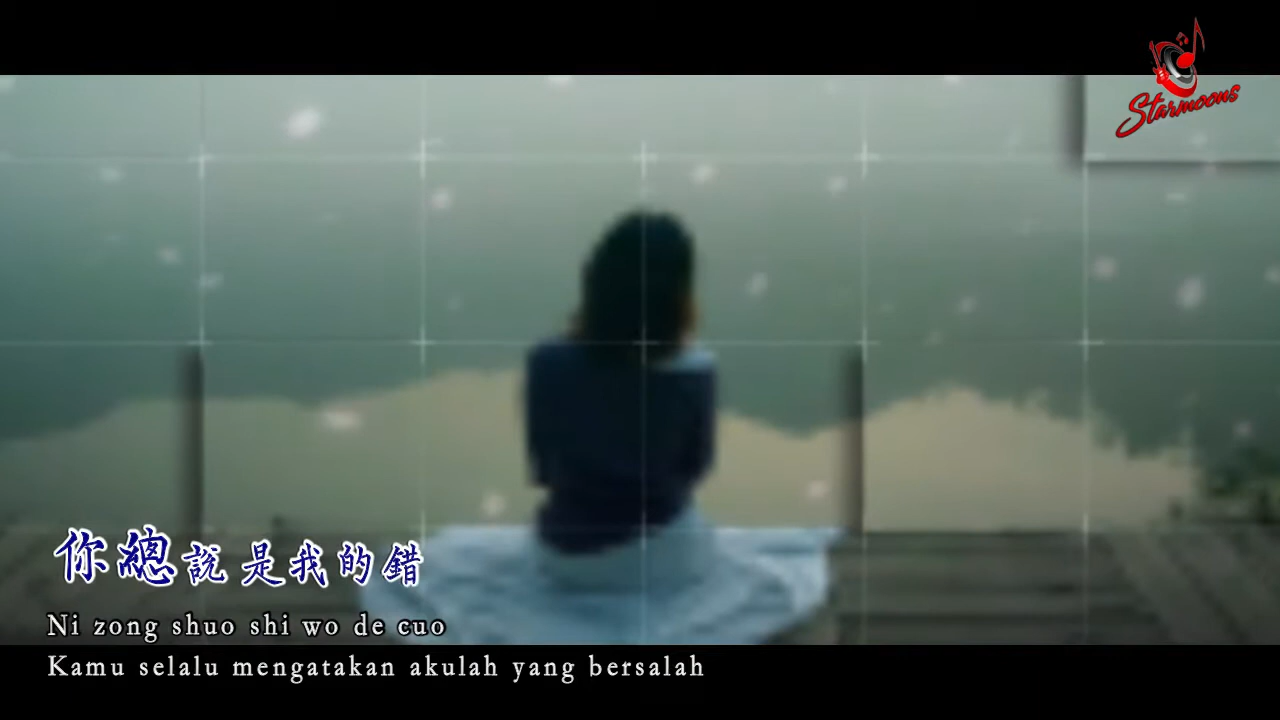 Starmoons
你總說是我的錯
Ni zong shuo shi wo de cuo
Kamu selalu mengatakan akulah yang bersalah